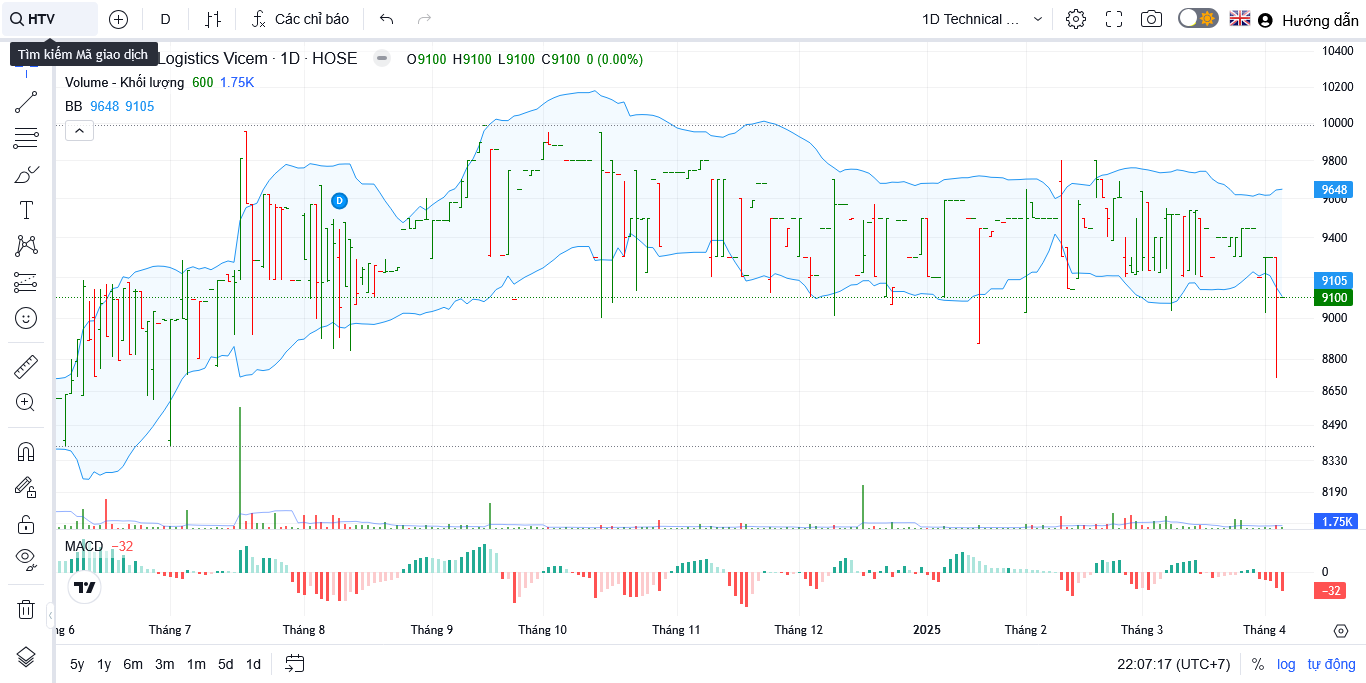 HTV
D
Các chỉ báo
1D Technical ...
Hướng dẫn
Tìm kiếm Mã giao dịch
Logistics Vicem · 1D · HOSE
O9100 H9100 L9100 C9100 0 (0.00%)
Volume - Khối lượng 600 1.75K
BB 9648 9105
D
10400
10200
10000
9800
9648
9600
9400
9105
9100
9000
8800
8650
8490
8330
8190
1.75K
MACD −32
0
−32
ng 6
Tháng 7
Tháng 8
Tháng 9
Tháng 10
Tháng 11
Tháng 12
2025
Tháng 2
Tháng 3
Tháng 4
5y 1y 6m 3m 1m 5d 1d
22:07:17 (UTC+7)
% log tự động